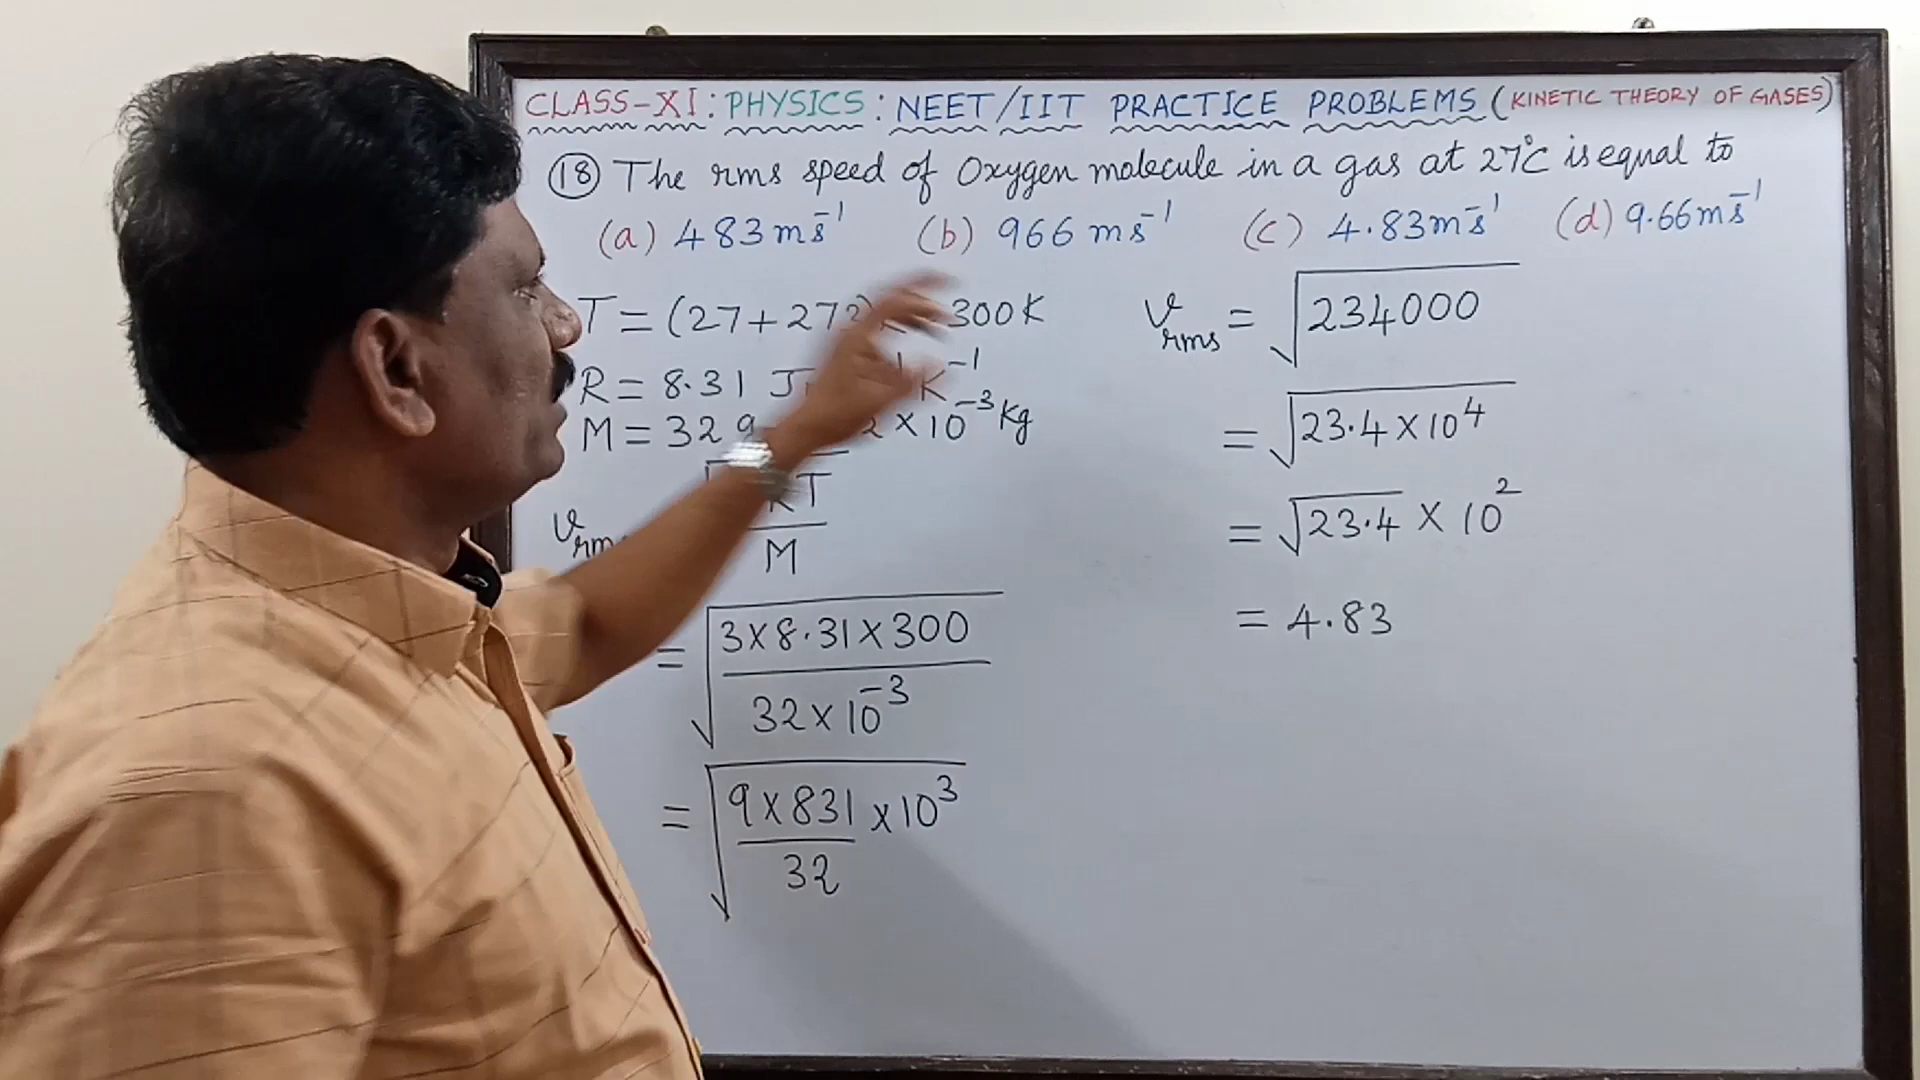 CLASS-XI: PHYSICS: NEET/IIT PRACTICE PROBLEMS (KINETIC THEORY OF GASES)
(18) The rms speed of Oxygen molecule in a gas at 27°C is equal to
(a) 483 ms⁻¹ (b) 966 ms⁻¹ (c) 4.83 ms⁻¹ (d) 9.66 ms⁻¹
T = (27+27 300 K
R = 8.31 J K⁻¹
M = 32 g × 10⁻³ kg
v_rms RT / M
= √(3×8.31×300 / 32×10⁻³)
= √(9×831 / 32 ×10³)
v_rms = √234000
= √(23.4×10⁴)
= √23.4 × 10²
= 4.83